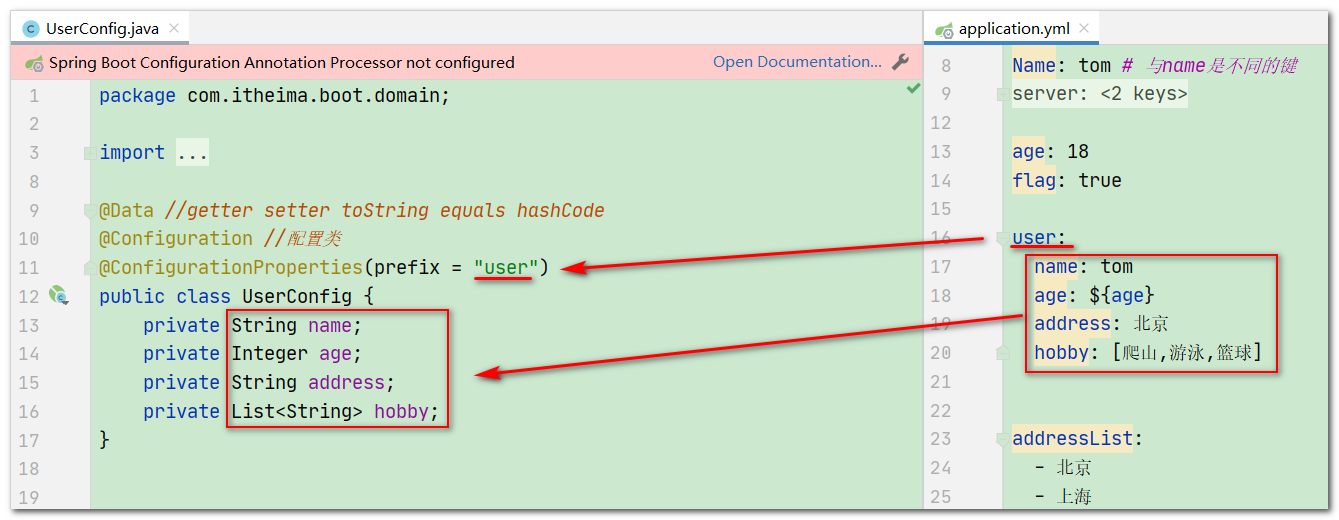 UserConfig.java
Spring Boot Configuration Annotation Processor not configured
Open Documentation...
1 package com.itheima.boot.domain;
2
3 import ...
8
9 @Data //getter setter toString equals hashCode
10 @Configuration //配置类
11 @ConfigurationProperties(prefix = "user")
12 public class UserConfig {
13 private String name;
14 private Integer age;
15 private String address;
16 private List<String> hobby;
17 }
18
19
application.yml
8 Name: tom # 与name是不同的键
9 server: <2 keys>
12
13 age: 18
14 flag: true
15
16 user:
17 name: tom
18 age: ${age}
19 address: 北京
20 hobby: [爬山,游泳,篮球]
21
22
23 addressList:
24 - 北京
25 - 上海